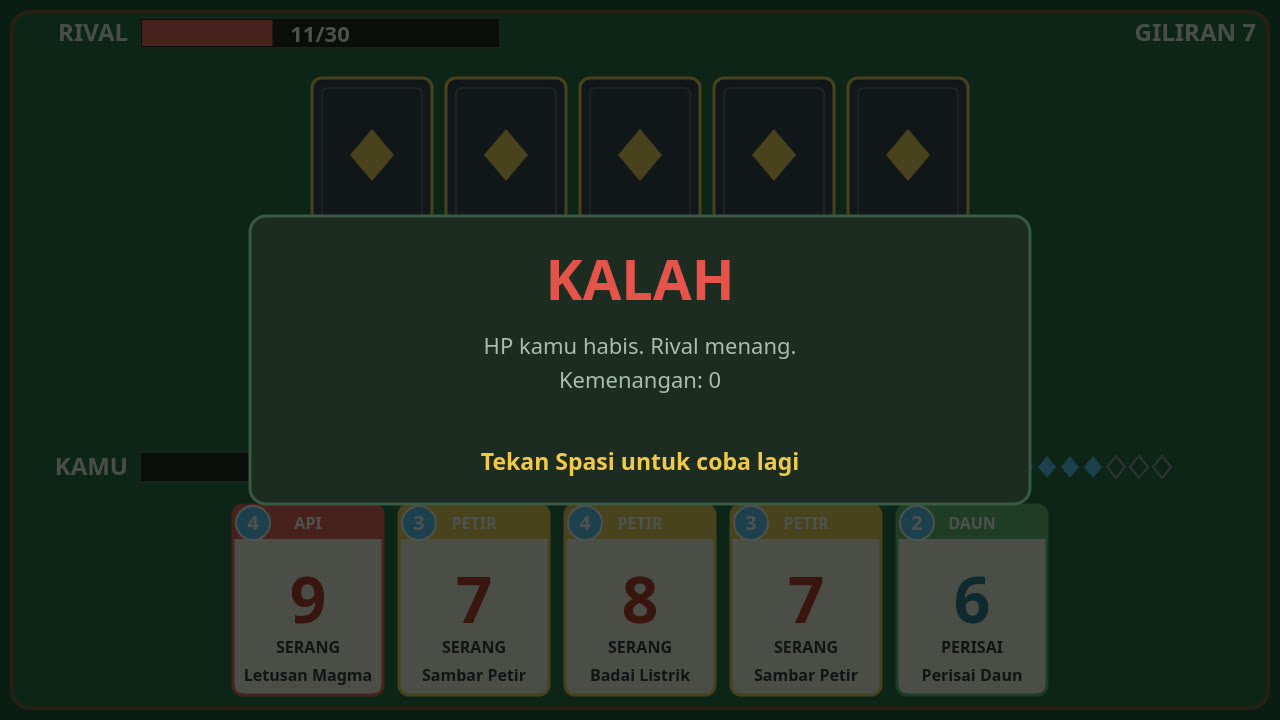 RIVAL 11/30 GILIRAN 7
KALAH
HP kamu habis. Rival menang.
Kemenangan: 0
Tekan Spasi untuk coba lagi
KAMU
4 API
9
SERANG
Letusan Magma
3 PETIR
7
SERANG
Sambar Petir
4 PETIR
8
SERANG
Badai Listrik
3 PETIR
7
SERANG
Sambar Petir
2 DAUN
6
PERISAI
Perisai Daun